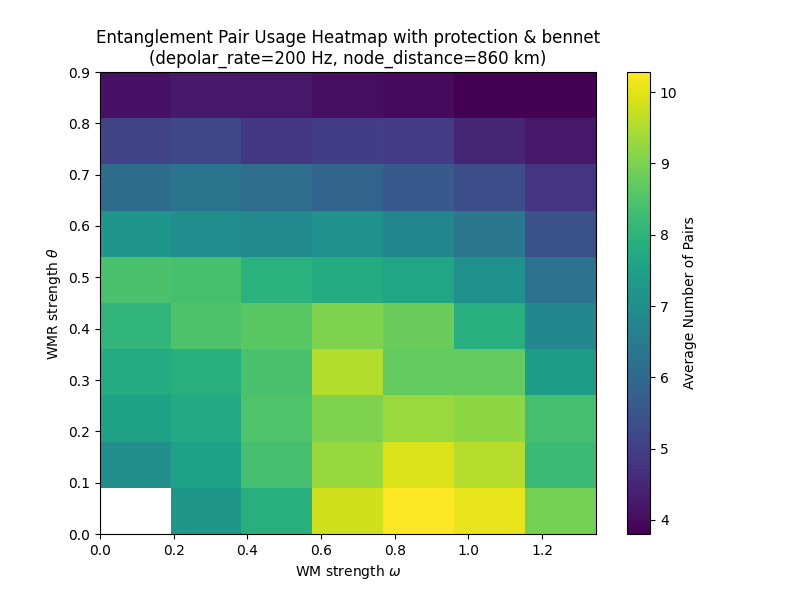 Entanglement Pair Usage Heatmap with protection & bennet
(depolar_rate=200 Hz, node_distance=860 km)
0.9
0.8
0.7
0.6
0.5
0.4
0.3
0.2
0.1
0.0
WMR strength θ
0.0 0.2 0.4 0.6 0.8 1.0 1.2
WM strength ω
10
9
8
7
6
5
4
Average Number of Pairs